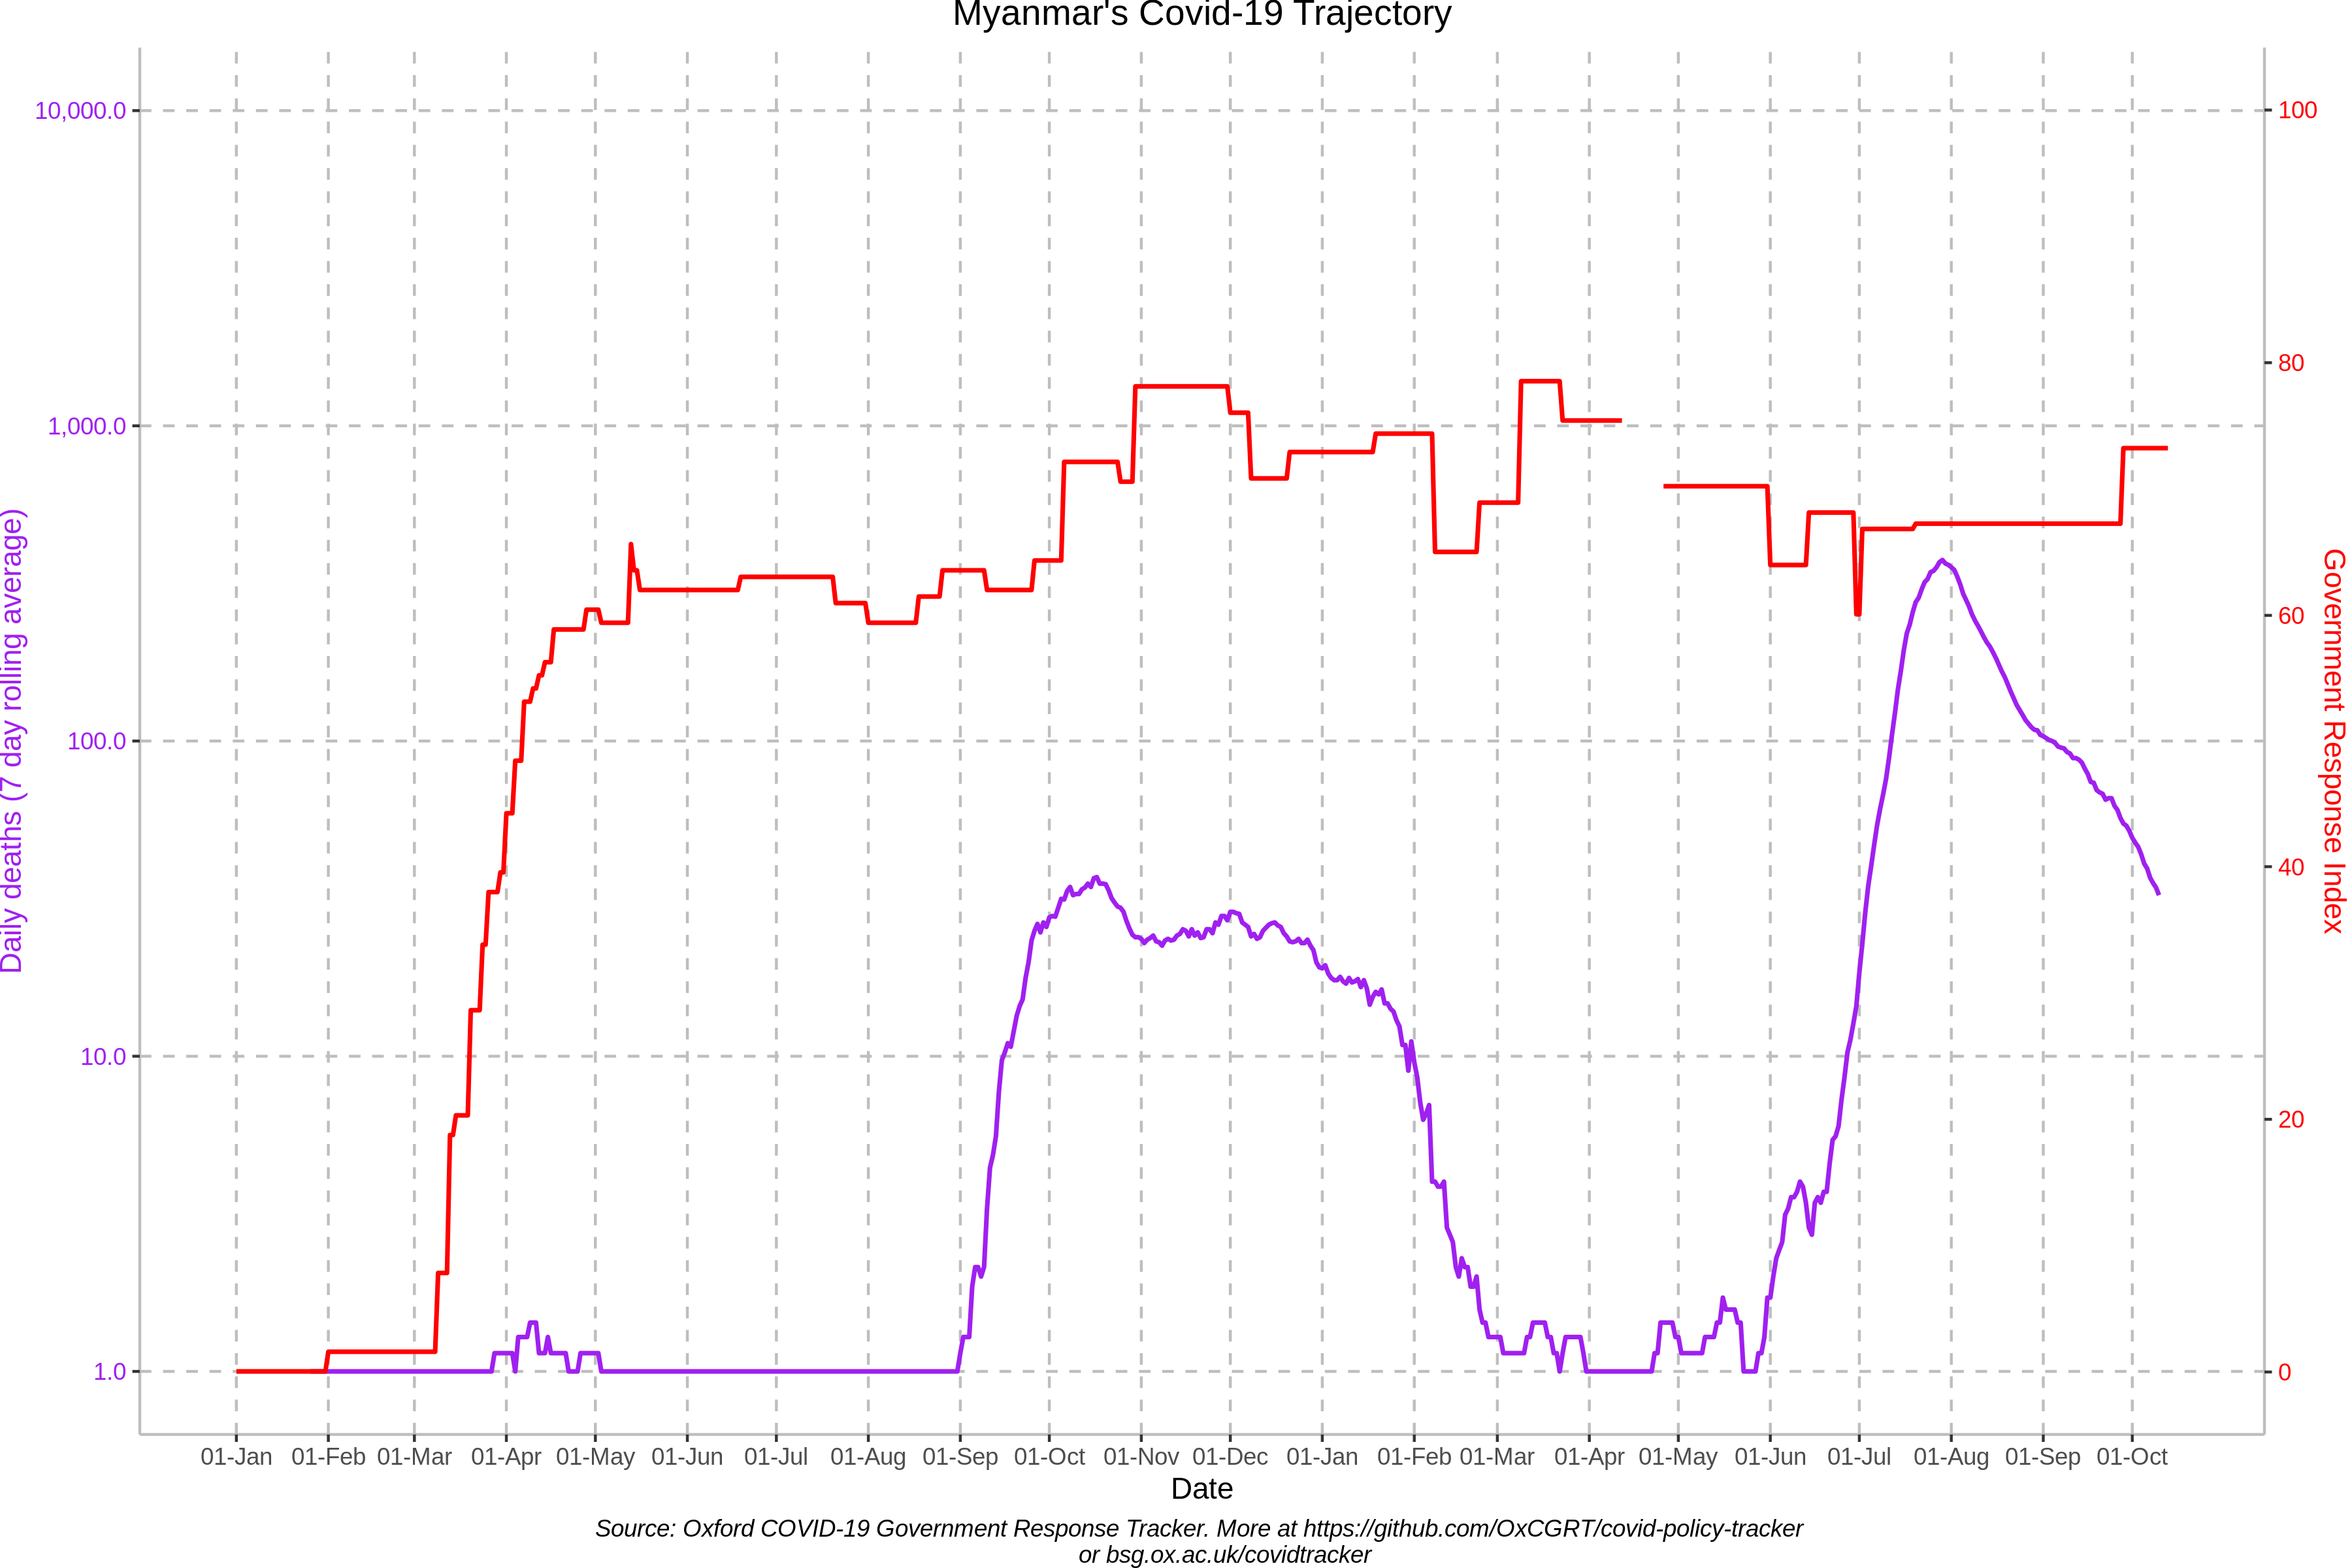 Myanmar's Covid-19 Trajectory
10,000.0
1,000.0
100.0
10.0
1.0
Daily deaths (7 day rolling average)
100
80
60
40
20
0
Government Response Index
01-Jan 01-Feb 01-Mar 01-Apr 01-May 01-Jun 01-Jul 01-Aug 01-Sep 01-Oct 01-Nov 01-Dec 01-Jan 01-Feb 01-Mar 01-Apr 01-May 01-Jun 01-Jul 01-Aug 01-Sep 01-Oct
Date
Source: Oxford COVID-19 Government Response Tracker. More at https://github.com/OxCGRT/covid-policy-tracker
or bsg.ox.ac.uk/covidtracker